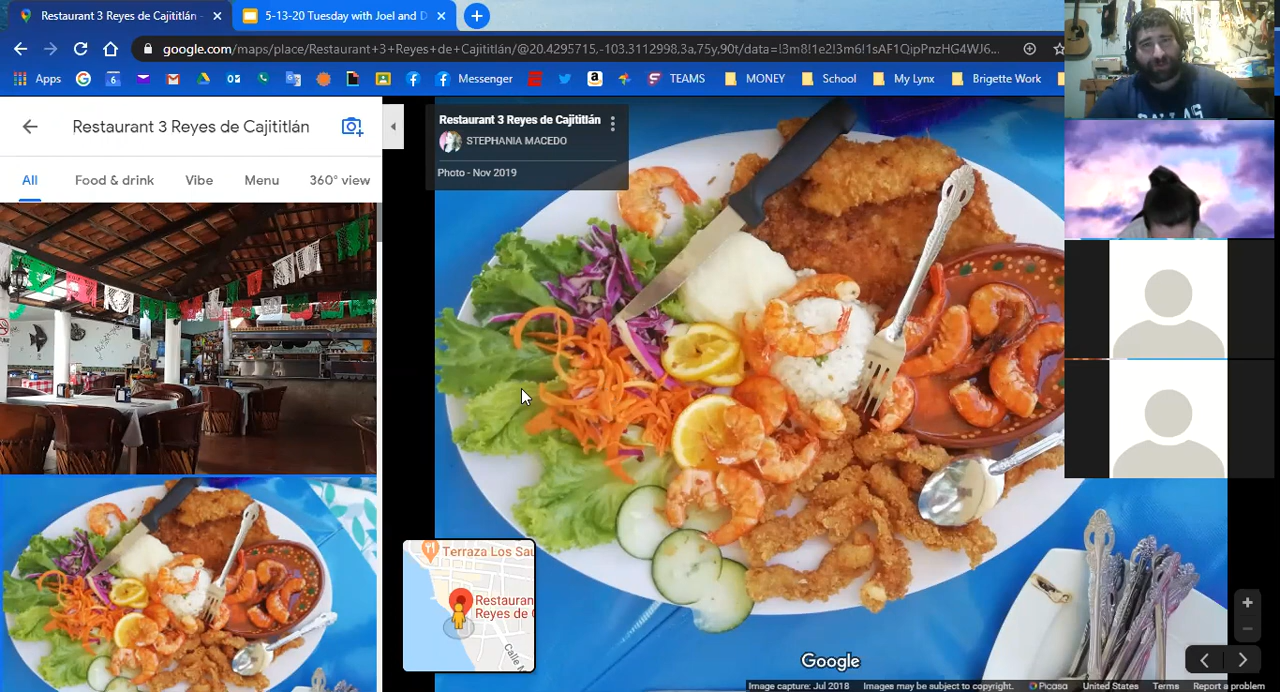 Restaurant 3 Reyes de Cajititlán -
5-13-20 Tuesday with Joel and D
google.com/maps/place/Restaurant+3+Reyes+de+Cajititlán/@20.4295715,-103.3112998,3a,75y,90t/data=!3m8!1e2!3m6!1sAF1QipPnzHG4WJ6...
Apps
Messenger
TEAMS
MONEY
School
My Lynx
Brigette Work
Restaurant 3 Reyes de Cajititlán
All
Food & drink
Vibe
Menu
360° view
Restaurant 3 Reyes de Cajititlán
STEPHANIA MACEDO
Photo - Nov 2019
Terraza Los Sau
Restauran
Reyes de C
Calle M
Google
Image capture: Jul 2018 Images may be subject to copyright. Picasa United States Terms Report a problem